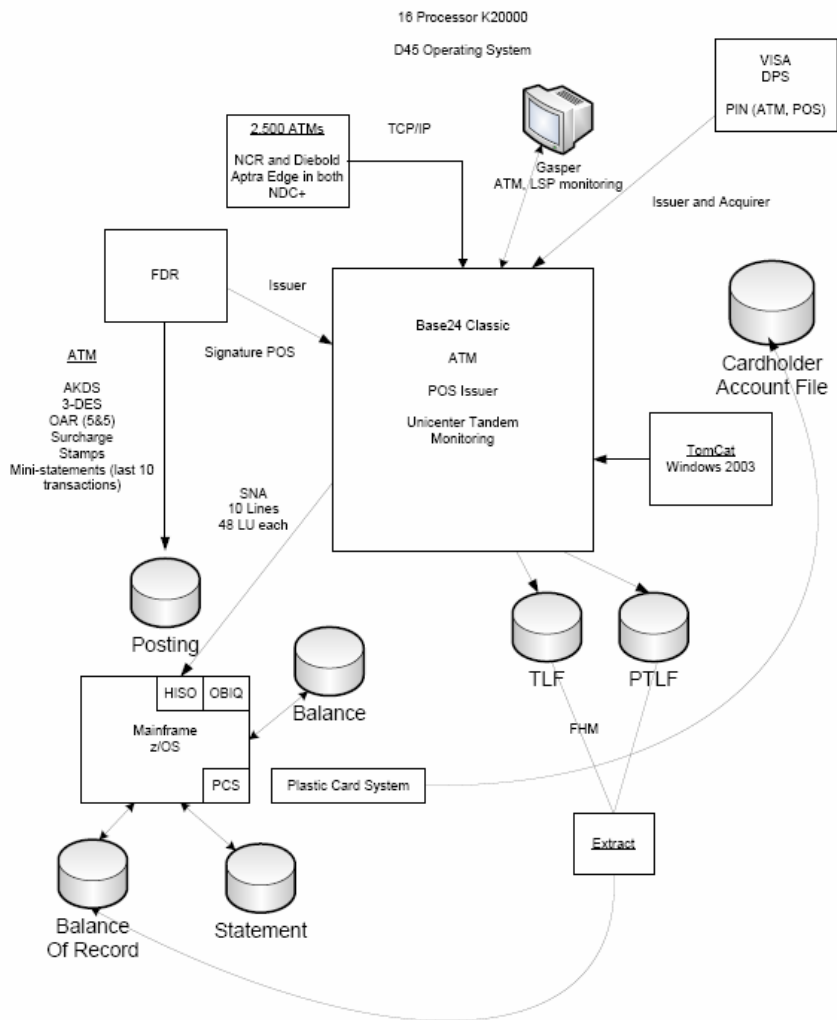 16 Processor K20000
D45 Operating System
VISA
DPS
PIN (ATM, POS)
2,500 ATMs
NCR and Diebold
Aptra Edge in both
NDC+
TCP/IP
Gasper
ATM, LSP monitoring
Issuer and Acquirer
FDR
Issuer
Signature POS
Base24 Classic
ATM
POS Issuer
Unicenter Tandem
Monitoring
Cardholder
Account File
ATM
AKDS
3-DES
OAR (5&5)
Surcharge
Stamps
Mini-statements (last 10
transactions)
TomCat
Windows 2003
SNA
10 Lines
48 LU each
Posting
TLF
PTLF
HISO
OBIQ
Mainframe
z/OS
PCS
Balance
FHM
Plastic Card System
Extract
Balance
Of Record
Statement